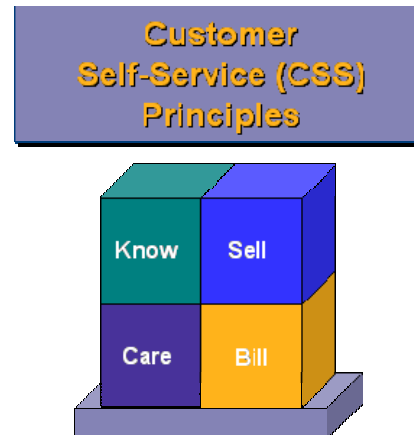 Customer
Self-Service (CSS)
Principles
Know Sell
Care Bill